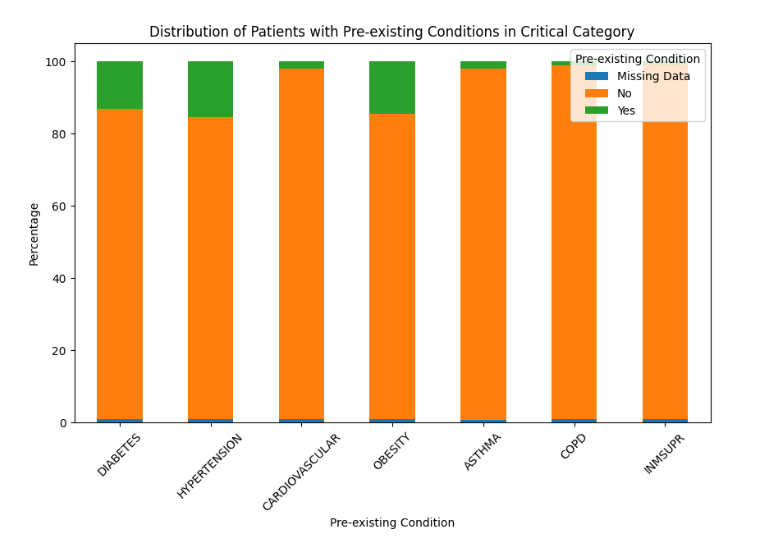 Distribution of Patients with Pre-existing Conditions in Critical Category
Pre-existing Condition
Missing Data
No
Yes
100
80
60
40
20
0
Percentage
DIABETES
HYPERTENSION
CARDIOVASCULAR
OBESITY
ASTHMA
COPD
INMSUPR
Pre-existing Condition